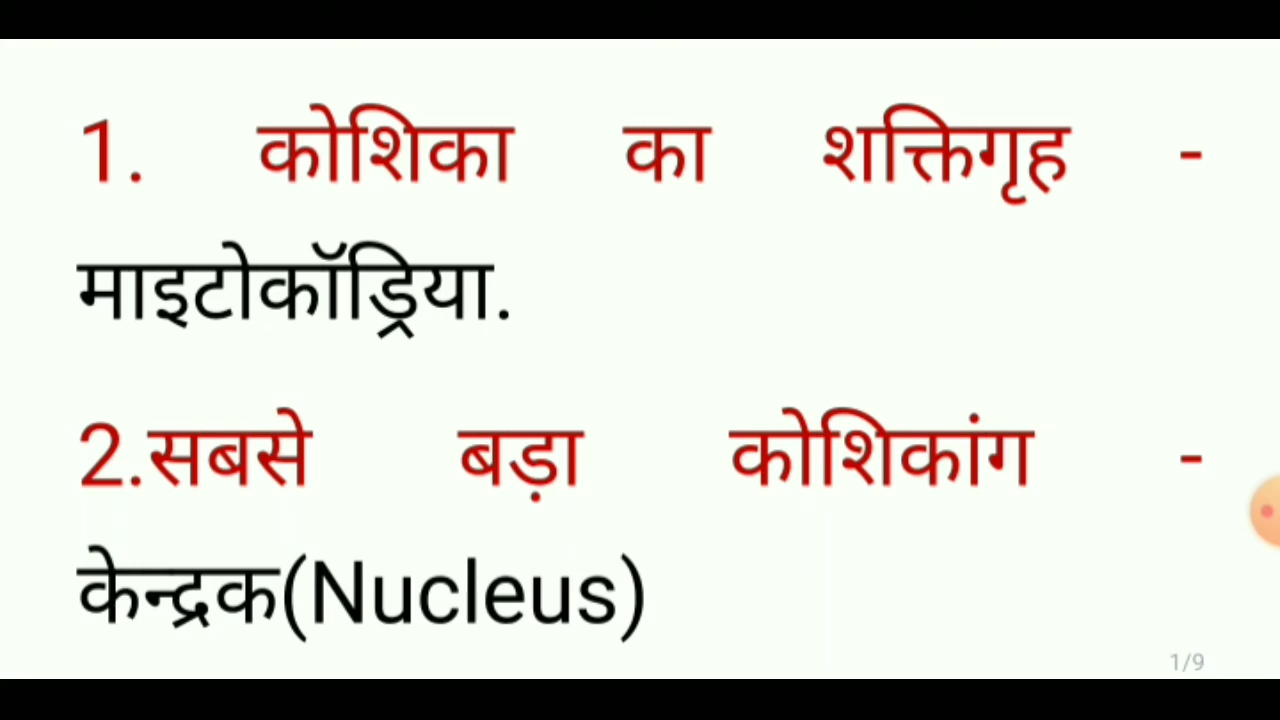 1. कोशिका का शक्तिगृह -
माइटोकॉड्रिया.
2.सबसे बड़ा कोशिकांग -
केन्द्रक(Nucleus)
1/9